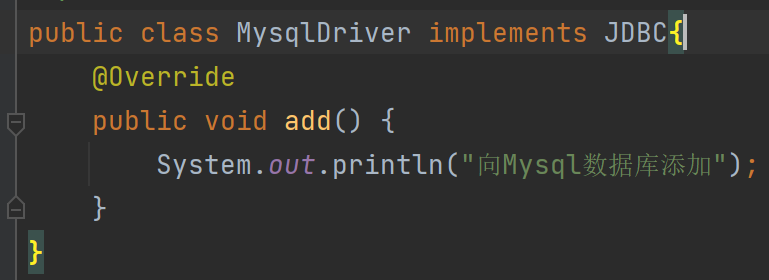 public class MysqlDriver implements JDBC{
@Override
public void add() {
System.out.println("向Mysql数据库添加");
}
}